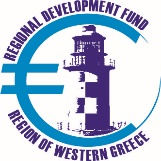 REGIONAL DEVELOPMENT FUND
REGION OF WESTERN GREECE